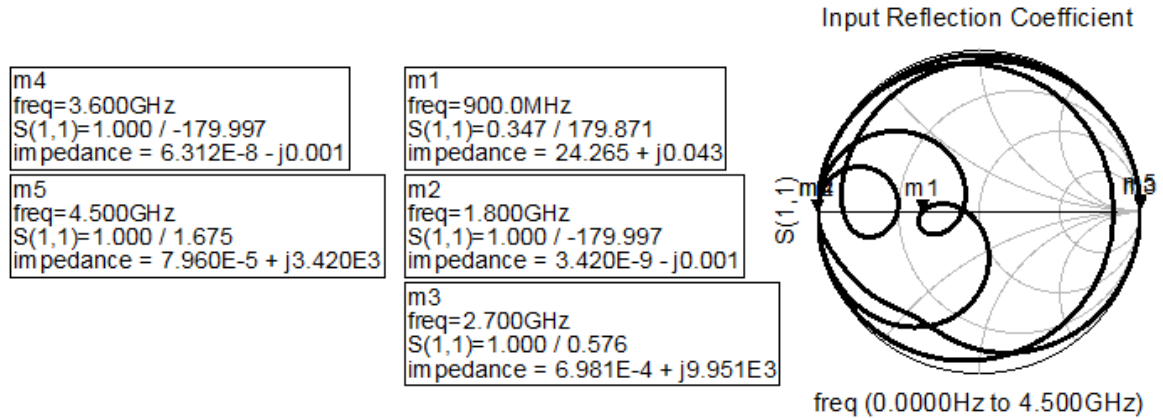 Input Reflection Coefficient
m4
freq=3.600GHz
S(1,1)=1.000 / -179.997
impedance = 6.312E-8 - j0.001
m1
freq=900.0MHz
S(1,1)=0.347 / 179.871
impedance = 24.265 + j0.043
m5
freq=4.500GHz
S(1,1)=1.000 / 1.675
impedance = 7.960E-5 + j3.420E3
m2
freq=1.800GHz
S(1,1)=1.000 / -179.997
impedance = 3.420E-9 - j0.001
m3
freq=2.700GHz
S(1,1)=1.000 / 0.576
impedance = 6.981E-4 + j9.951E3
S(1,1)
m1
freq (0.0000Hz to 4.500GHz)